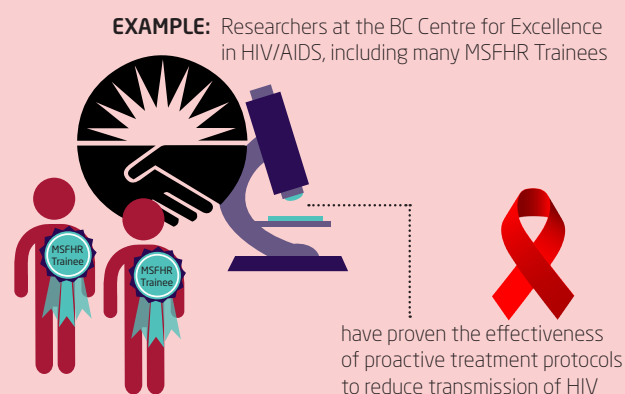 EXAMPLE: Researchers at the BC Centre for Excellence
in HIV/AIDS, including many MSFHR Trainees
MSFHR
Trainee
MSFHR
Trainee
have proven the effectiveness
of proactive treatment protocols
to reduce transmission of HIV